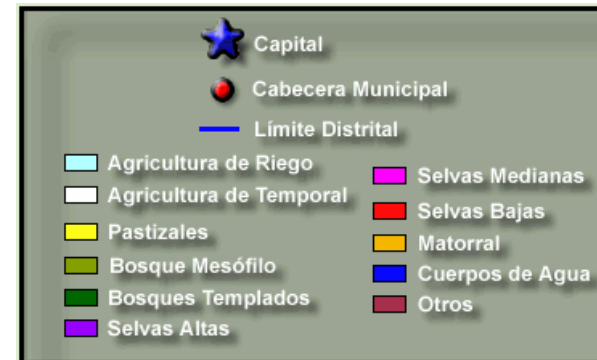 Capital
Cabecera Municipal
Límite Distrital
Agricultura de Riego
Agricultura de Temporal
Pastizales
Bosque Mesófilo
Bosques Templados
Selvas Altas
Selvas Medianas
Selvas Bajas
Matorral
Cuerpos de Agua
Otros